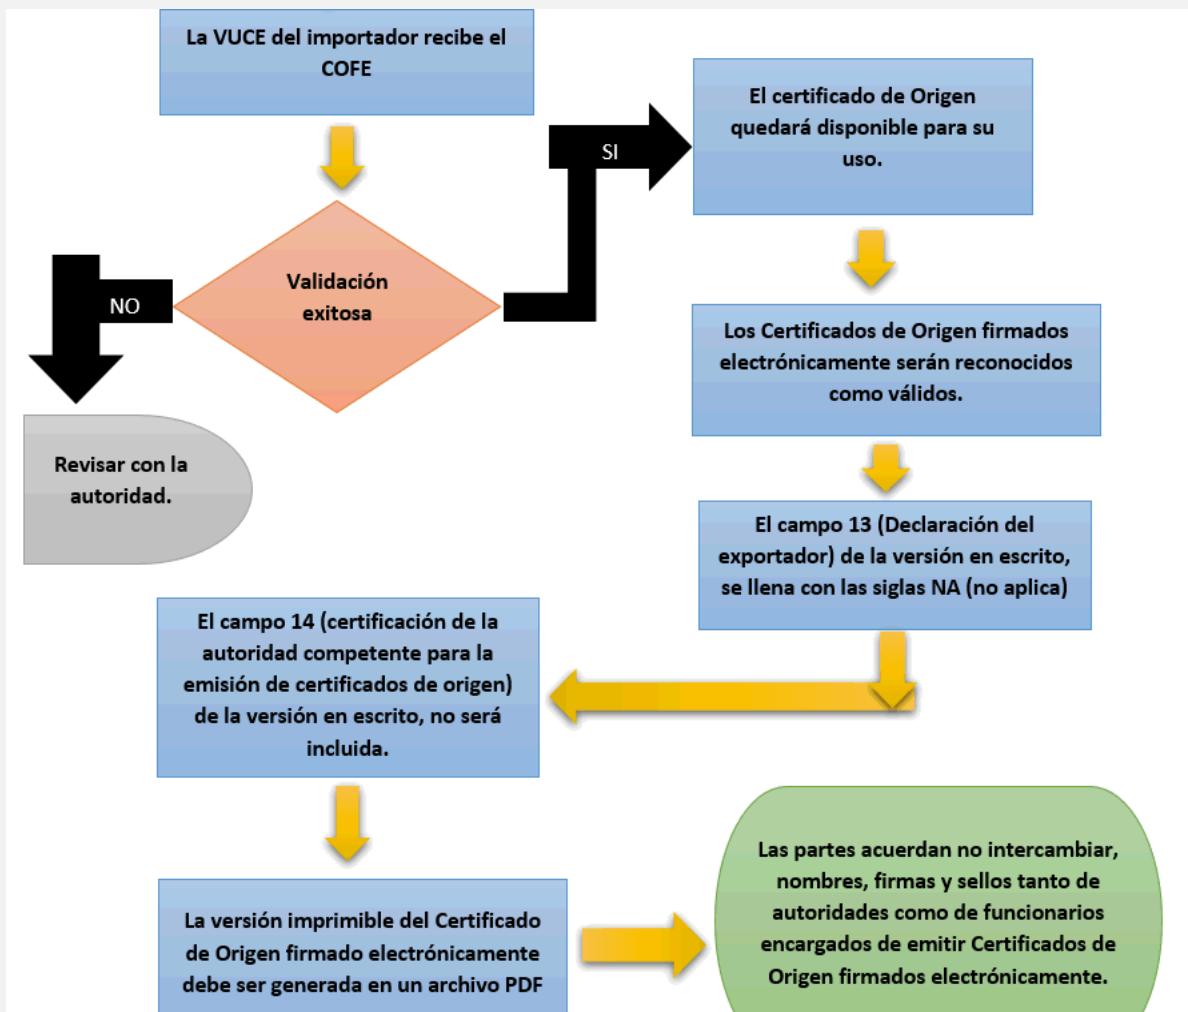 La VUCE del importador recibe el
COFE
Validación
exitosa
NO
Revisar con la
autoridad.
SI
El certificado de Origen
quedará disponible para su
uso.
Los Certificados de Origen firmados
electrónicamente serán reconocidos
como válidos.
El campo 13 (Declaración del
exportador) de la versión en escrito,
se llena con las siglas NA (no aplica)
El campo 14 (certificación de la
autoridad competente para la
emisión de certificados de origen)
de la versión en escrito, no será
incluida.
La versión imprimible del Certificado
de Origen firmado electrónicamente
debe ser generada en un archivo PDF
Las partes acuerdan no intercambiar,
nombres, firmas y sellos tanto de
autoridades como de funcionarios
encargados de emitir Certificados de
Origen firmados electrónicamente.